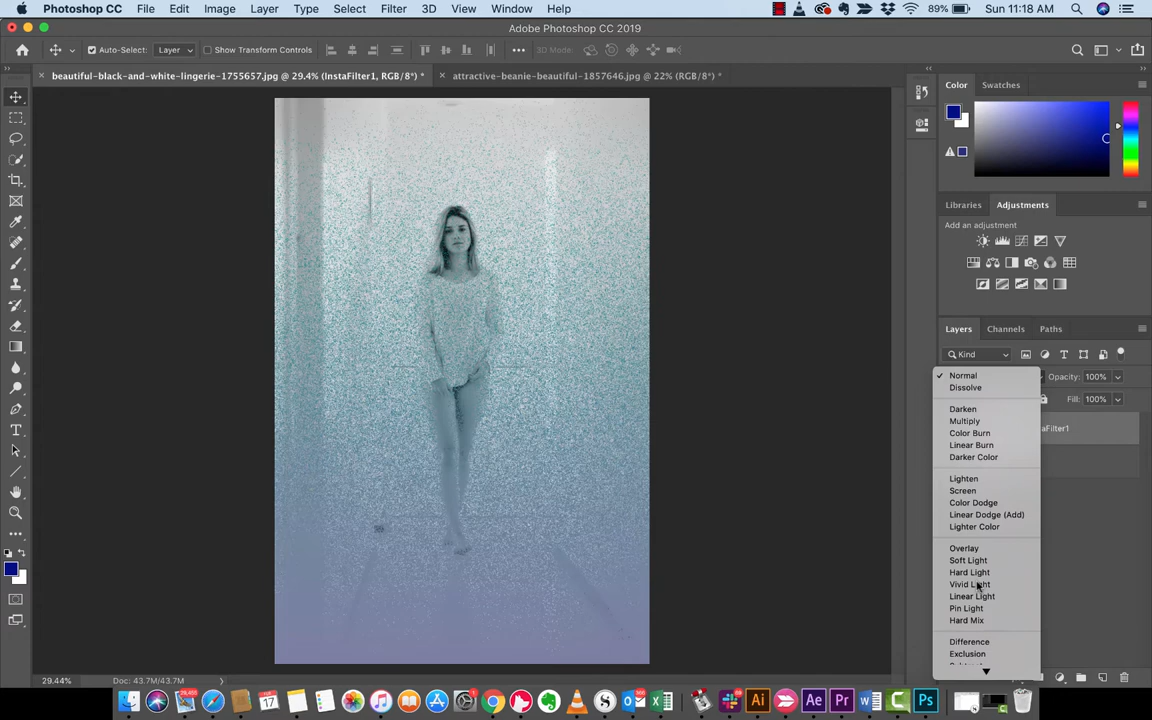 Photoshop CC File Edit Image Layer Type Select Filter 3D View Window Help 89% Sun 11:18 AM
Adobe Photoshop CC 2019
Auto-Select: Layer Show Transform Controls 3D Mode:
beautiful-black-and-white-lingerie-1755657.jpg @ 29.4% (InstaFilter1, RGB/8*) * attractive-beanie-beautiful-1857646.jpg @ 22% (RGB/8*) *
Color Swatches
Libraries Adjustments
Add an adjustment
Layers Channels Paths
Kind
Normal
Opacity: 100%
Dissolve
Fill: 100%
Darken
Multiply
aFilter1
Color Burn
Linear Burn
Darker Color
Lighten
Screen
Color Dodge
Linear Dodge (Add)
Lighter Color
Overlay
Soft Light
Hard Light
Vivid Light
Linear Light
Pin Light
Hard Mix
Difference
Exclusion
29.44% Doc: 43.7M/43.7M